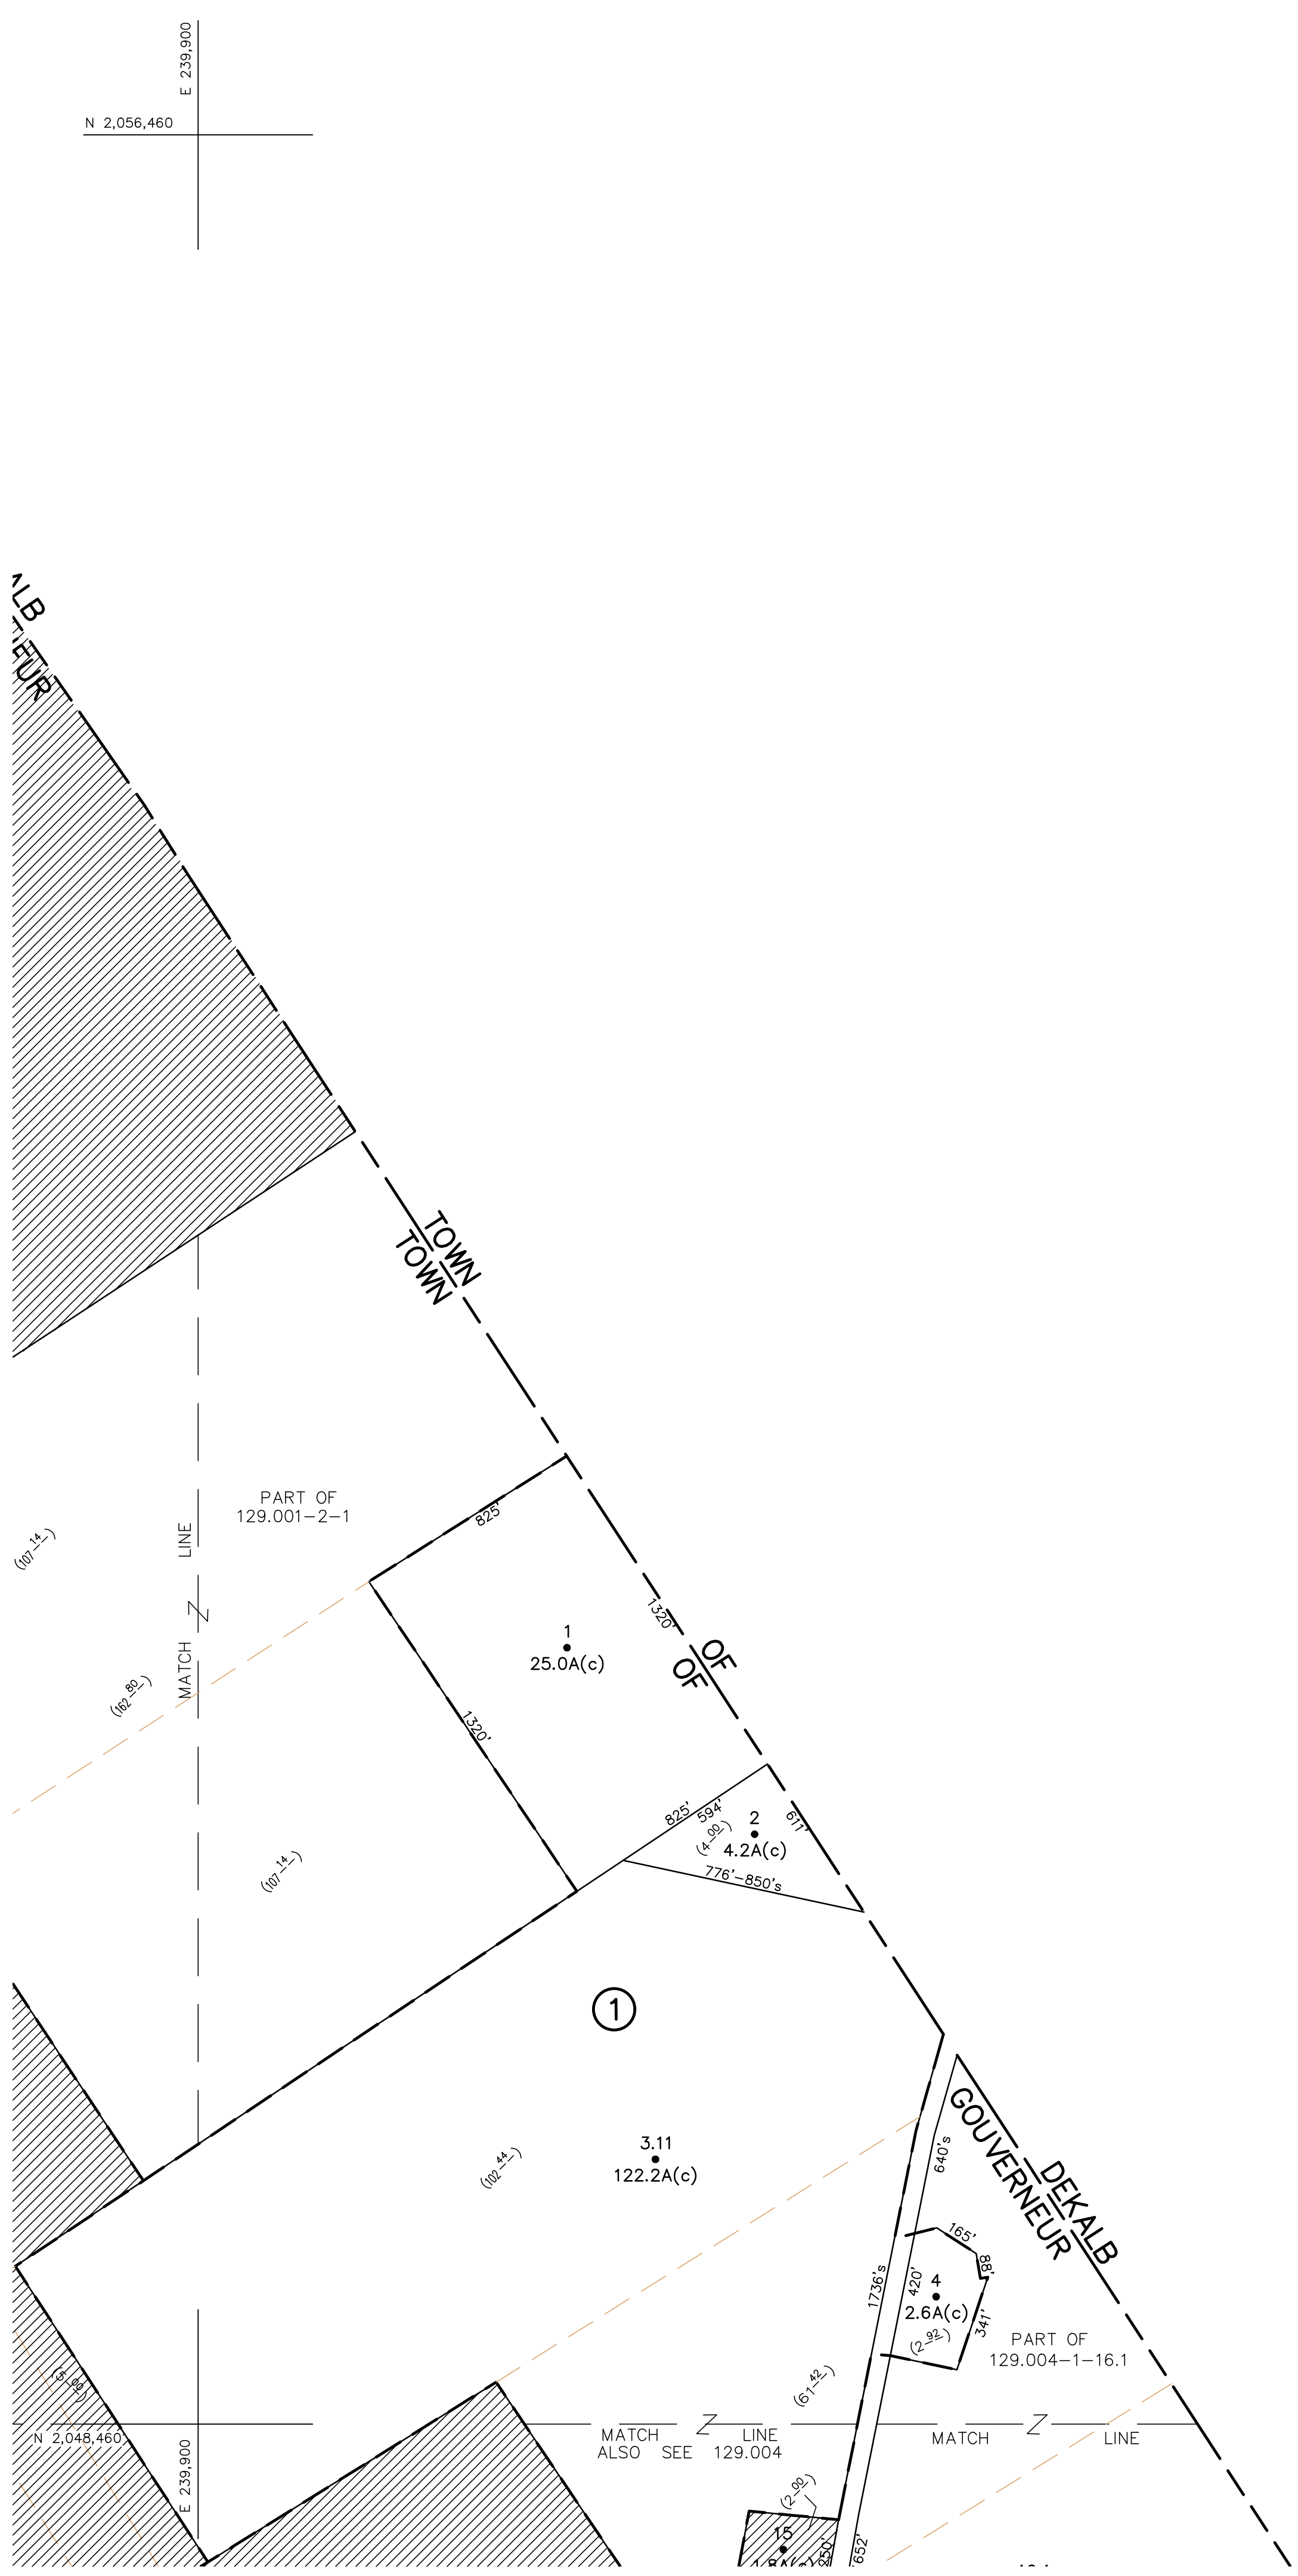 E 239,900
N 2,056,460
TOWN
TOWN
825'
PART OF
129.001-2-1
LINE
(107 14)
1320'
1
25.0A(c)
OF
OF
MATCH
(162 80)
1320'
825'
594'
2
611'
(4 00)
4.2A(c)
776'-850's
(107 14)
1
640's
DEKALB
GOUVERNEUR
3.11
122.2A(c)
(102 44)
165'
88'
1736's
420'
4
2.6A(c)
341'
(2 92)
PART OF
129.004-1-16.1
(61 42)
(5 00)
N 2,048,460
E 239,900
MATCH LINE
ALSO SEE 129.004
MATCH LINE
(2 00)
15
250'
652'